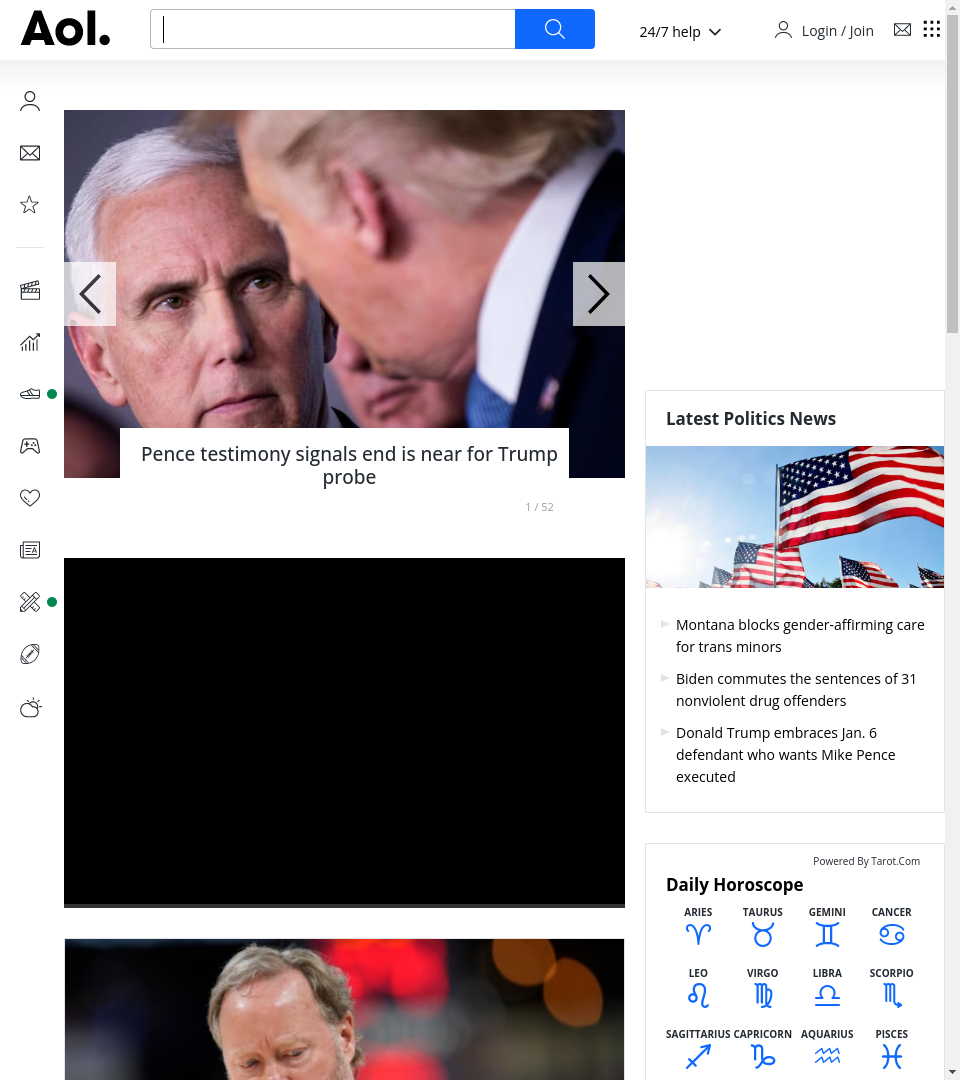 Aol.
24/7 help
Login / Join
Pence testimony signals end is near for Trump
probe
1 / 52
Latest Politics News
Montana blocks gender-affirming care
for trans minors
Biden commutes the sentences of 31
nonviolent drug offenders
Donald Trump embraces Jan. 6
defendant who wants Mike Pence
executed
Powered By Tarot.Com
Daily Horoscope
ARIES TAURUS GEMINI CANCER
LEO VIRGO LIBRA SCORPIO
SAGITTARIUS CAPRICORN AQUARIUS PISCES